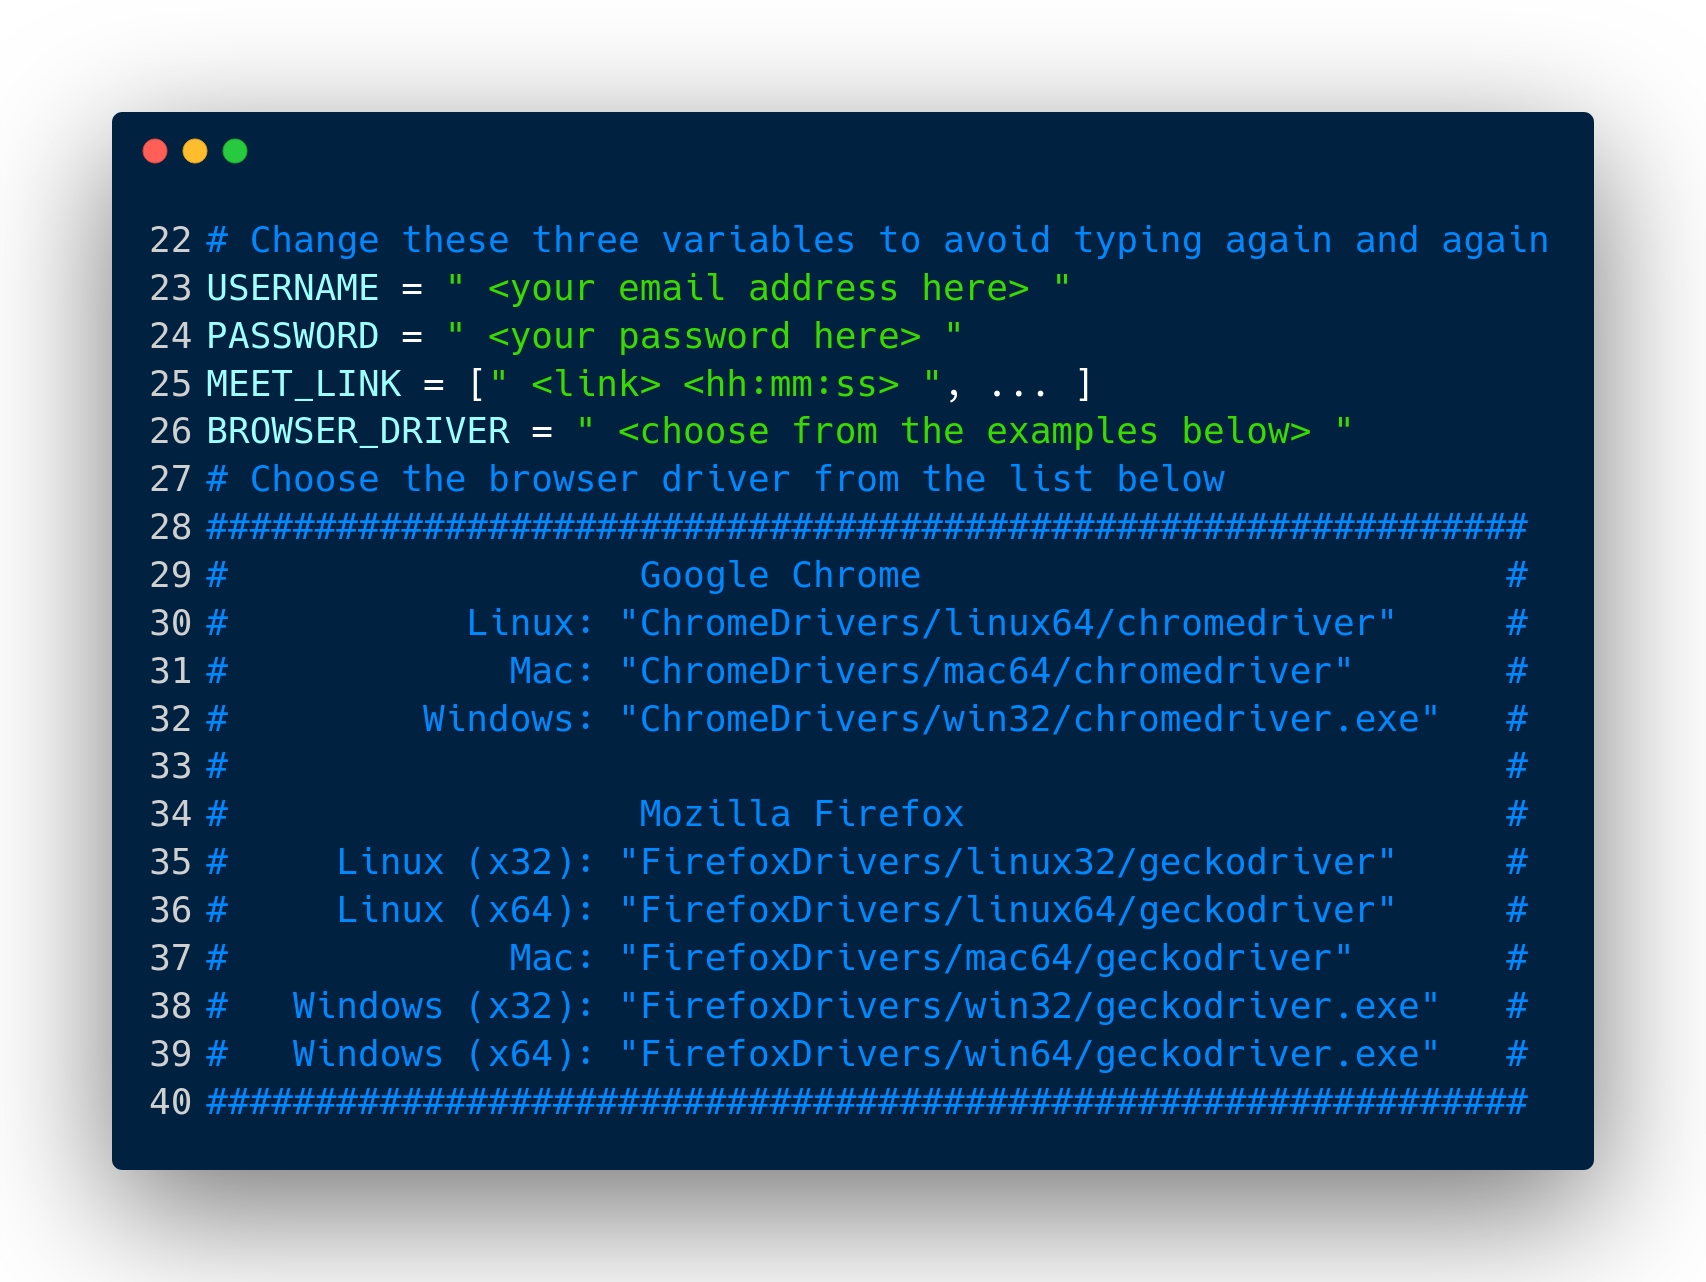 22 # Change these three variables to avoid typing again and again
23 USERNAME = " <your email address here> "
24 PASSWORD = " <your password here> "
25 MEET_LINK = [" <link> <hh:mm:ss> ", ... ]
26 BROWSER_DRIVER = " <choose from the examples below> "
27 # Choose the browser driver from the list below
28 #############################################################
29 #                   Google Chrome                           #
30 #           Linux: "ChromeDrivers/linux64/chromedriver"     #
31 #             Mac: "ChromeDrivers/mac64/chromedriver"       #
32 #         Windows: "ChromeDrivers/win32/chromedriver.exe"   #
33 #                                                           #
34 #                   Mozilla Firefox                         #
35 #     Linux (x32): "FirefoxDrivers/linux32/geckodriver"     #
36 #     Linux (x64): "FirefoxDrivers/linux64/geckodriver"     #
37 #             Mac: "FirefoxDrivers/mac64/geckodriver"       #
38 #   Windows (x32): "FirefoxDrivers/win32/geckodriver.exe"   #
39 #   Windows (x64): "FirefoxDrivers/win64/geckodriver.exe"   #
40 #############################################################